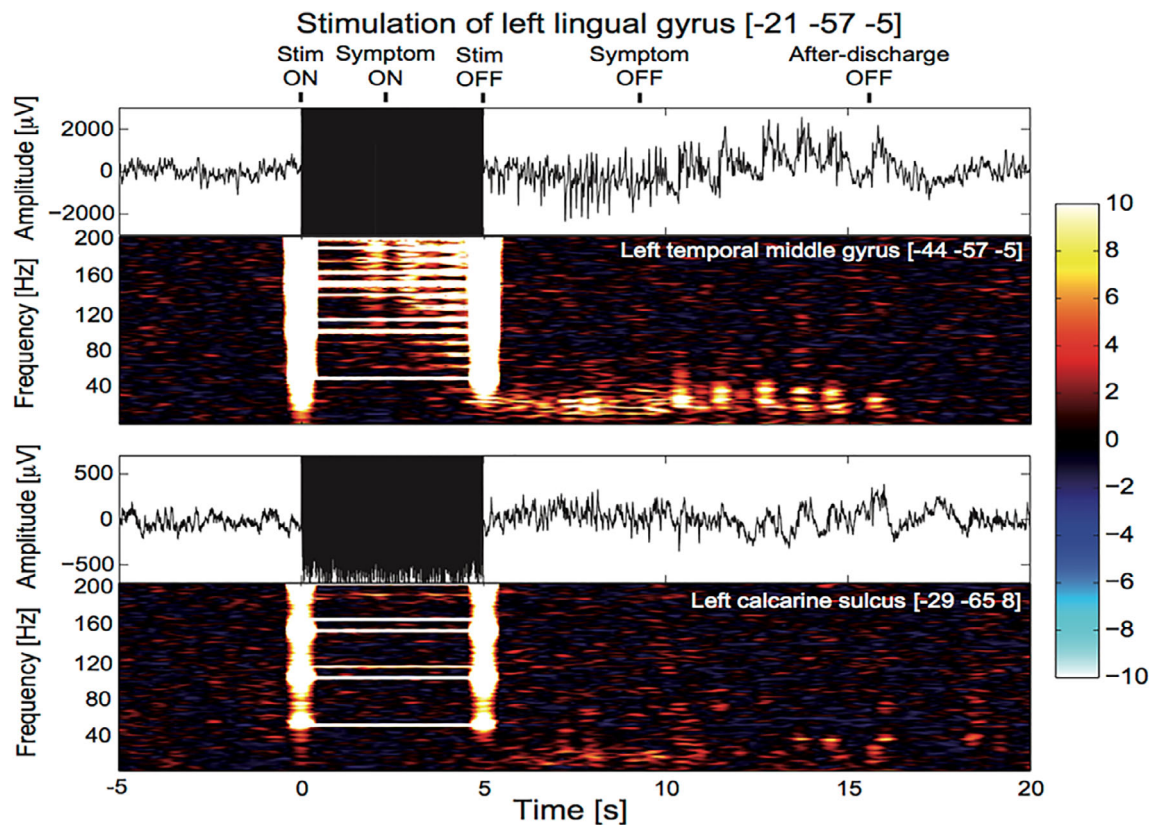 Stimulation of left lingual gyrus [-21 -57 -5]
Stim ON
Symptom ON
Stim OFF
Symptom OFF
After-discharge OFF
Amplitude [µV]
2000
0
-2000
Frequency [Hz]
200
160
120
80
40
Left temporal middle gyrus [-44 -57 -5]
Amplitude [µV]
500
0
-500
Frequency [Hz]
200
160
120
80
40
Left calcarine sulcus [-29 -65 8]
-5 0 5 10 15 20
Time [s]
10
8
6
4
2
0
−2
−4
−6
−8
−10